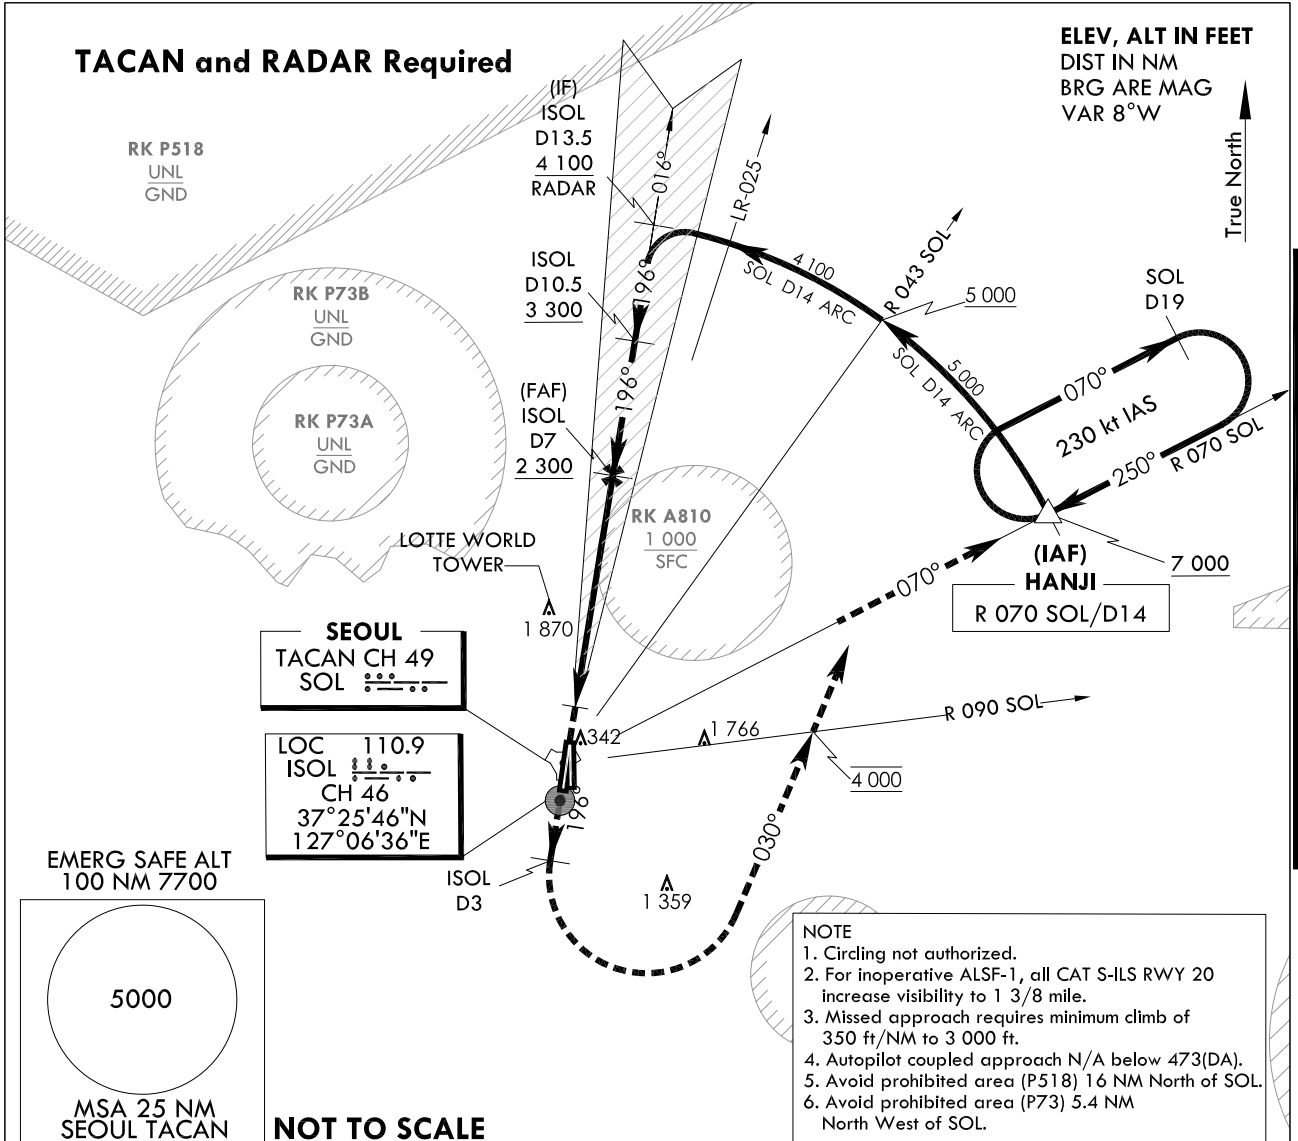 TACAN and RADAR Required
ELEV, ALT IN FEET
DIST IN NM
BRG ARE MAG
VAR 8°W
True North
(IF)
ISOL
D13.5
4 100
RADAR
016°
LR-025
RK P518
UNL
GND
R 043 SOL
4 100
SOL D14 ARC
5 000
SOL
D19
ISOL
D10.5
3 300
196°
RK P73B
UNL
GND
5 000
SOL D14 ARC
070°
230 kt IAS
250°
R 070 SOL
(FAF)
ISOL
D7
2 300
196°
RK P73A
UNL
GND
RK A810
1 000
SFC
LOTTE WORLD
TOWER
1 870
070°
(IAF)
HANJI
R 070 SOL/D14
7 000
SEOUL
TACAN CH 49
SOL
342
1 766
R 090 SOL
4 000
LOC 110.9
ISOL
CH 46
37°25'46"N
127°06'36"E
196°
030°
ISOL
D3
1 359
EMERG SAFE ALT
100 NM 7700
5000
MSA 25 NM
SEOUL TACAN
NOT TO SCALE
NOTE
1. Circling not authorized.
2. For inoperative ALSF-1, all CAT S-ILS RWY 20
increase visibility to 1 3/8 mile.
3. Missed approach requires minimum climb of
350 ft/NM to 3 000 ft.
4. Autopilot coupled approach N/A below 473(DA).
5. Avoid prohibited area (P518) 16 NM North of SOL.
6. Avoid prohibited area (P73) 5.4 NM
North West of SOL.